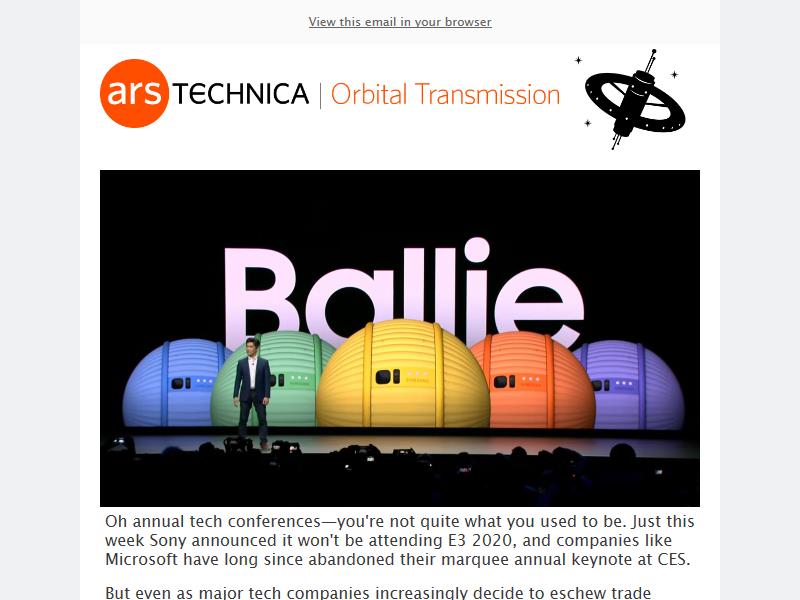 View this email in your browser
ars TECHNICA | Orbital Transmission
Ballie
Oh annual tech conferences—you're not quite what you used to be. Just this
week Sony announced it won't be attending E3 2020, and companies like
Microsoft have long since abandoned their marquee annual keynote at CES.
But even as major tech companies increasingly decide to eschew trade